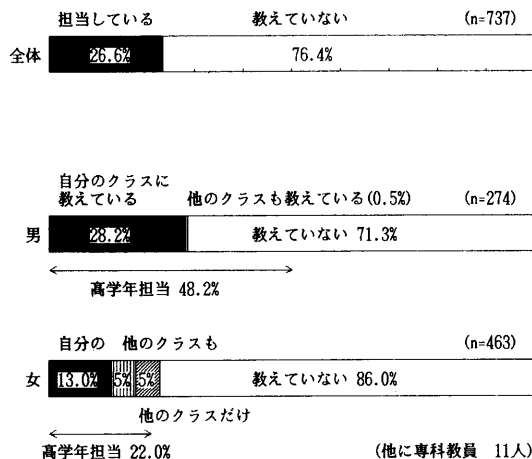 担当している 教えていない (n=737)
全体 26.6% 76.4%
自分のクラスに
教えている 他のクラスも教えている(0.5%) (n=274)
男 28.2% 教えていない 71.3%
高学年担当 48.2%
自分の 他のクラスも (n=463)
女 13.0% 5% 5% 教えていない 86.0%
他のクラスだけ
高学年担当 22.0% (他に専科教員 11人)